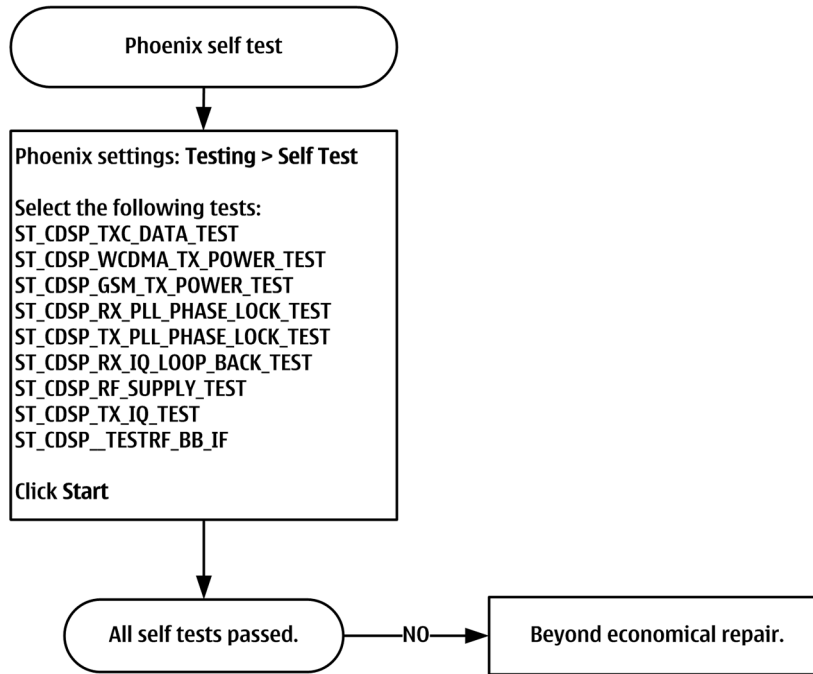 Phoenix self test
Phoenix settings: Testing > Self Test
Select the following tests:
ST_CDSP_TXC_DATA_TEST
ST_CDSP_WCDMA_TX_POWER_TEST
ST_CDSP_GSM_TX_POWER_TEST
ST_CDSP_RX_PLL_PHASE_LOCK_TEST
ST_CDSP_TX_PLL_PHASE_LOCK_TEST
ST_CDSP_RX_IQ_LOOP_BACK_TEST
ST_CDSP_RF_SUPPLY_TEST
ST_CDSP_TX_IQ_TEST
ST_CDSP__TESTRF_BB_IF
Click Start
All self tests passed.
NO
Beyond economical repair.